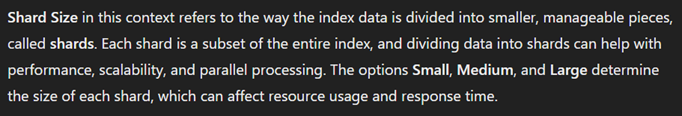 Shard Size in this context refers to the way the index data is divided into smaller, manageable pieces,
called shards. Each shard is a subset of the entire index, and dividing data into shards can help with
performance, scalability, and parallel processing. The options Small, Medium, and Large determine
the size of each shard, which can affect resource usage and response time.